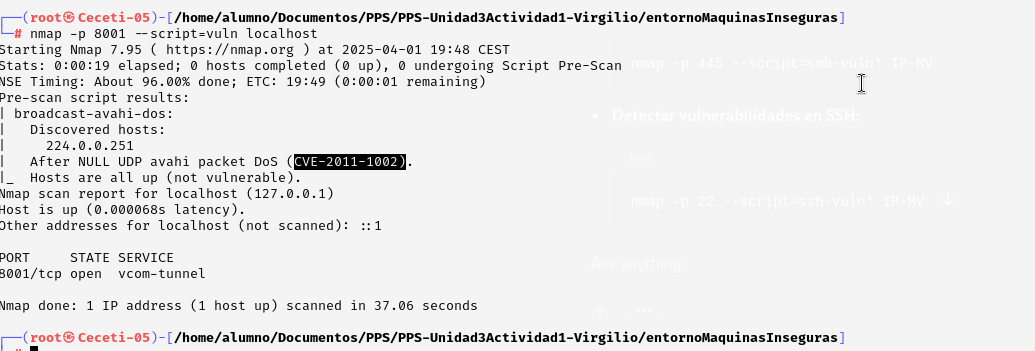 ┌──(root㉿Ceceti-05)-[/home/alumno/Documentos/PPS/PPS-Unidad3Actividad1-Virgilio/entornoMaquinasInseguras]
└─# nmap -p 8001 --script=vuln localhost
Starting Nmap 7.95 ( https://nmap.org ) at 2025-04-01 19:48 CEST
Stats: 0:00:19 elapsed; 0 hosts completed (0 up), 0 undergoing Script Pre-Scan
NSE Timing: About 96.00% done; ETC: 19:49 (0:00:01 remaining)
Pre-scan script results:
| broadcast-avahi-dos:
|   Discovered hosts:
|     224.0.0.251
|   After NULL UDP avahi packet DoS (CVE-2011-1002).
|_  Hosts are all up (not vulnerable).
Nmap scan report for localhost (127.0.0.1)
Host is up (0.000068s latency).
Other addresses for localhost (not scanned): ::1
PORT     STATE SERVICE
8001/tcp open  vcom-tunnel
Nmap done: 1 IP address (1 host up) scanned in 37.06 seconds
┌──(root㉿Ceceti-05)-[/home/alumno/Documentos/PPS/PPS-Unidad3Actividad1-Virgilio/entornoMaquinasInseguras]
└─#
nmap -p 445 --script=smb-vuln* IP-MV
• Detectar vulnerabilidades en SSH:
bash
nmap -p 22 --script=ssh-vuln* IP-MV
Ask anything